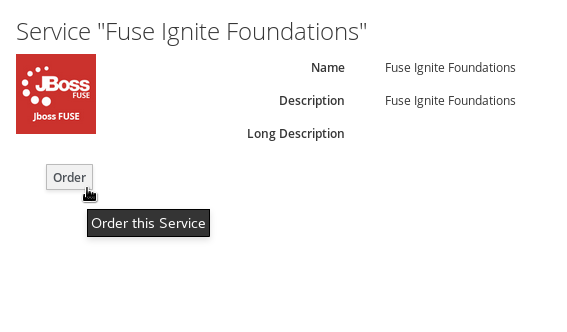 Service "Fuse Ignite Foundations"
JBoss
FUSE
Jboss FUSE
Name Fuse Ignite Foundations
Description Fuse Ignite Foundations
Long Description
Order
Order this Service